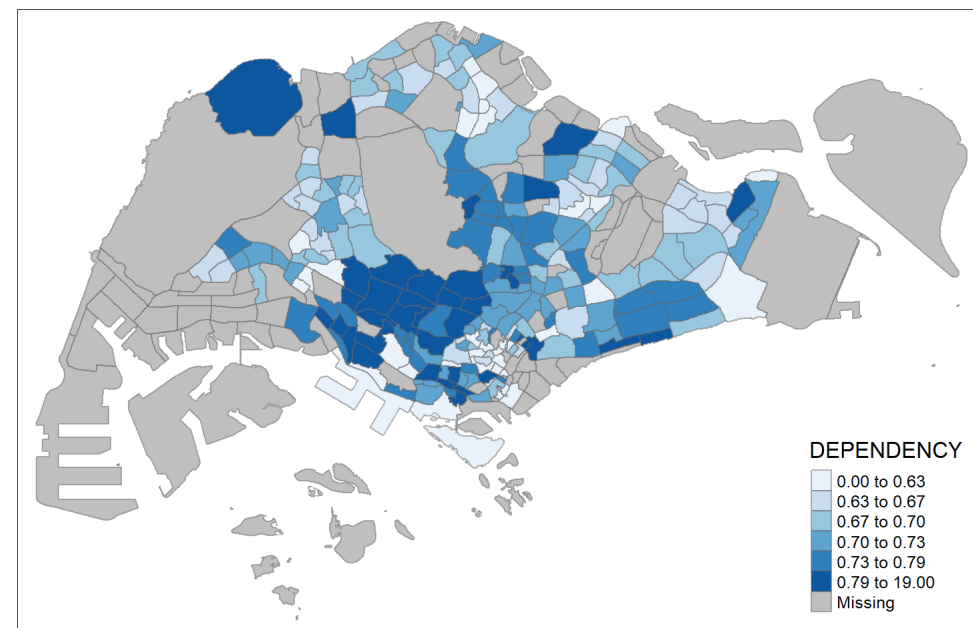 DEPENDENCY
0.00 to 0.63
0.63 to 0.67
0.67 to 0.70
0.70 to 0.73
0.73 to 0.79
0.79 to 19.00
Missing